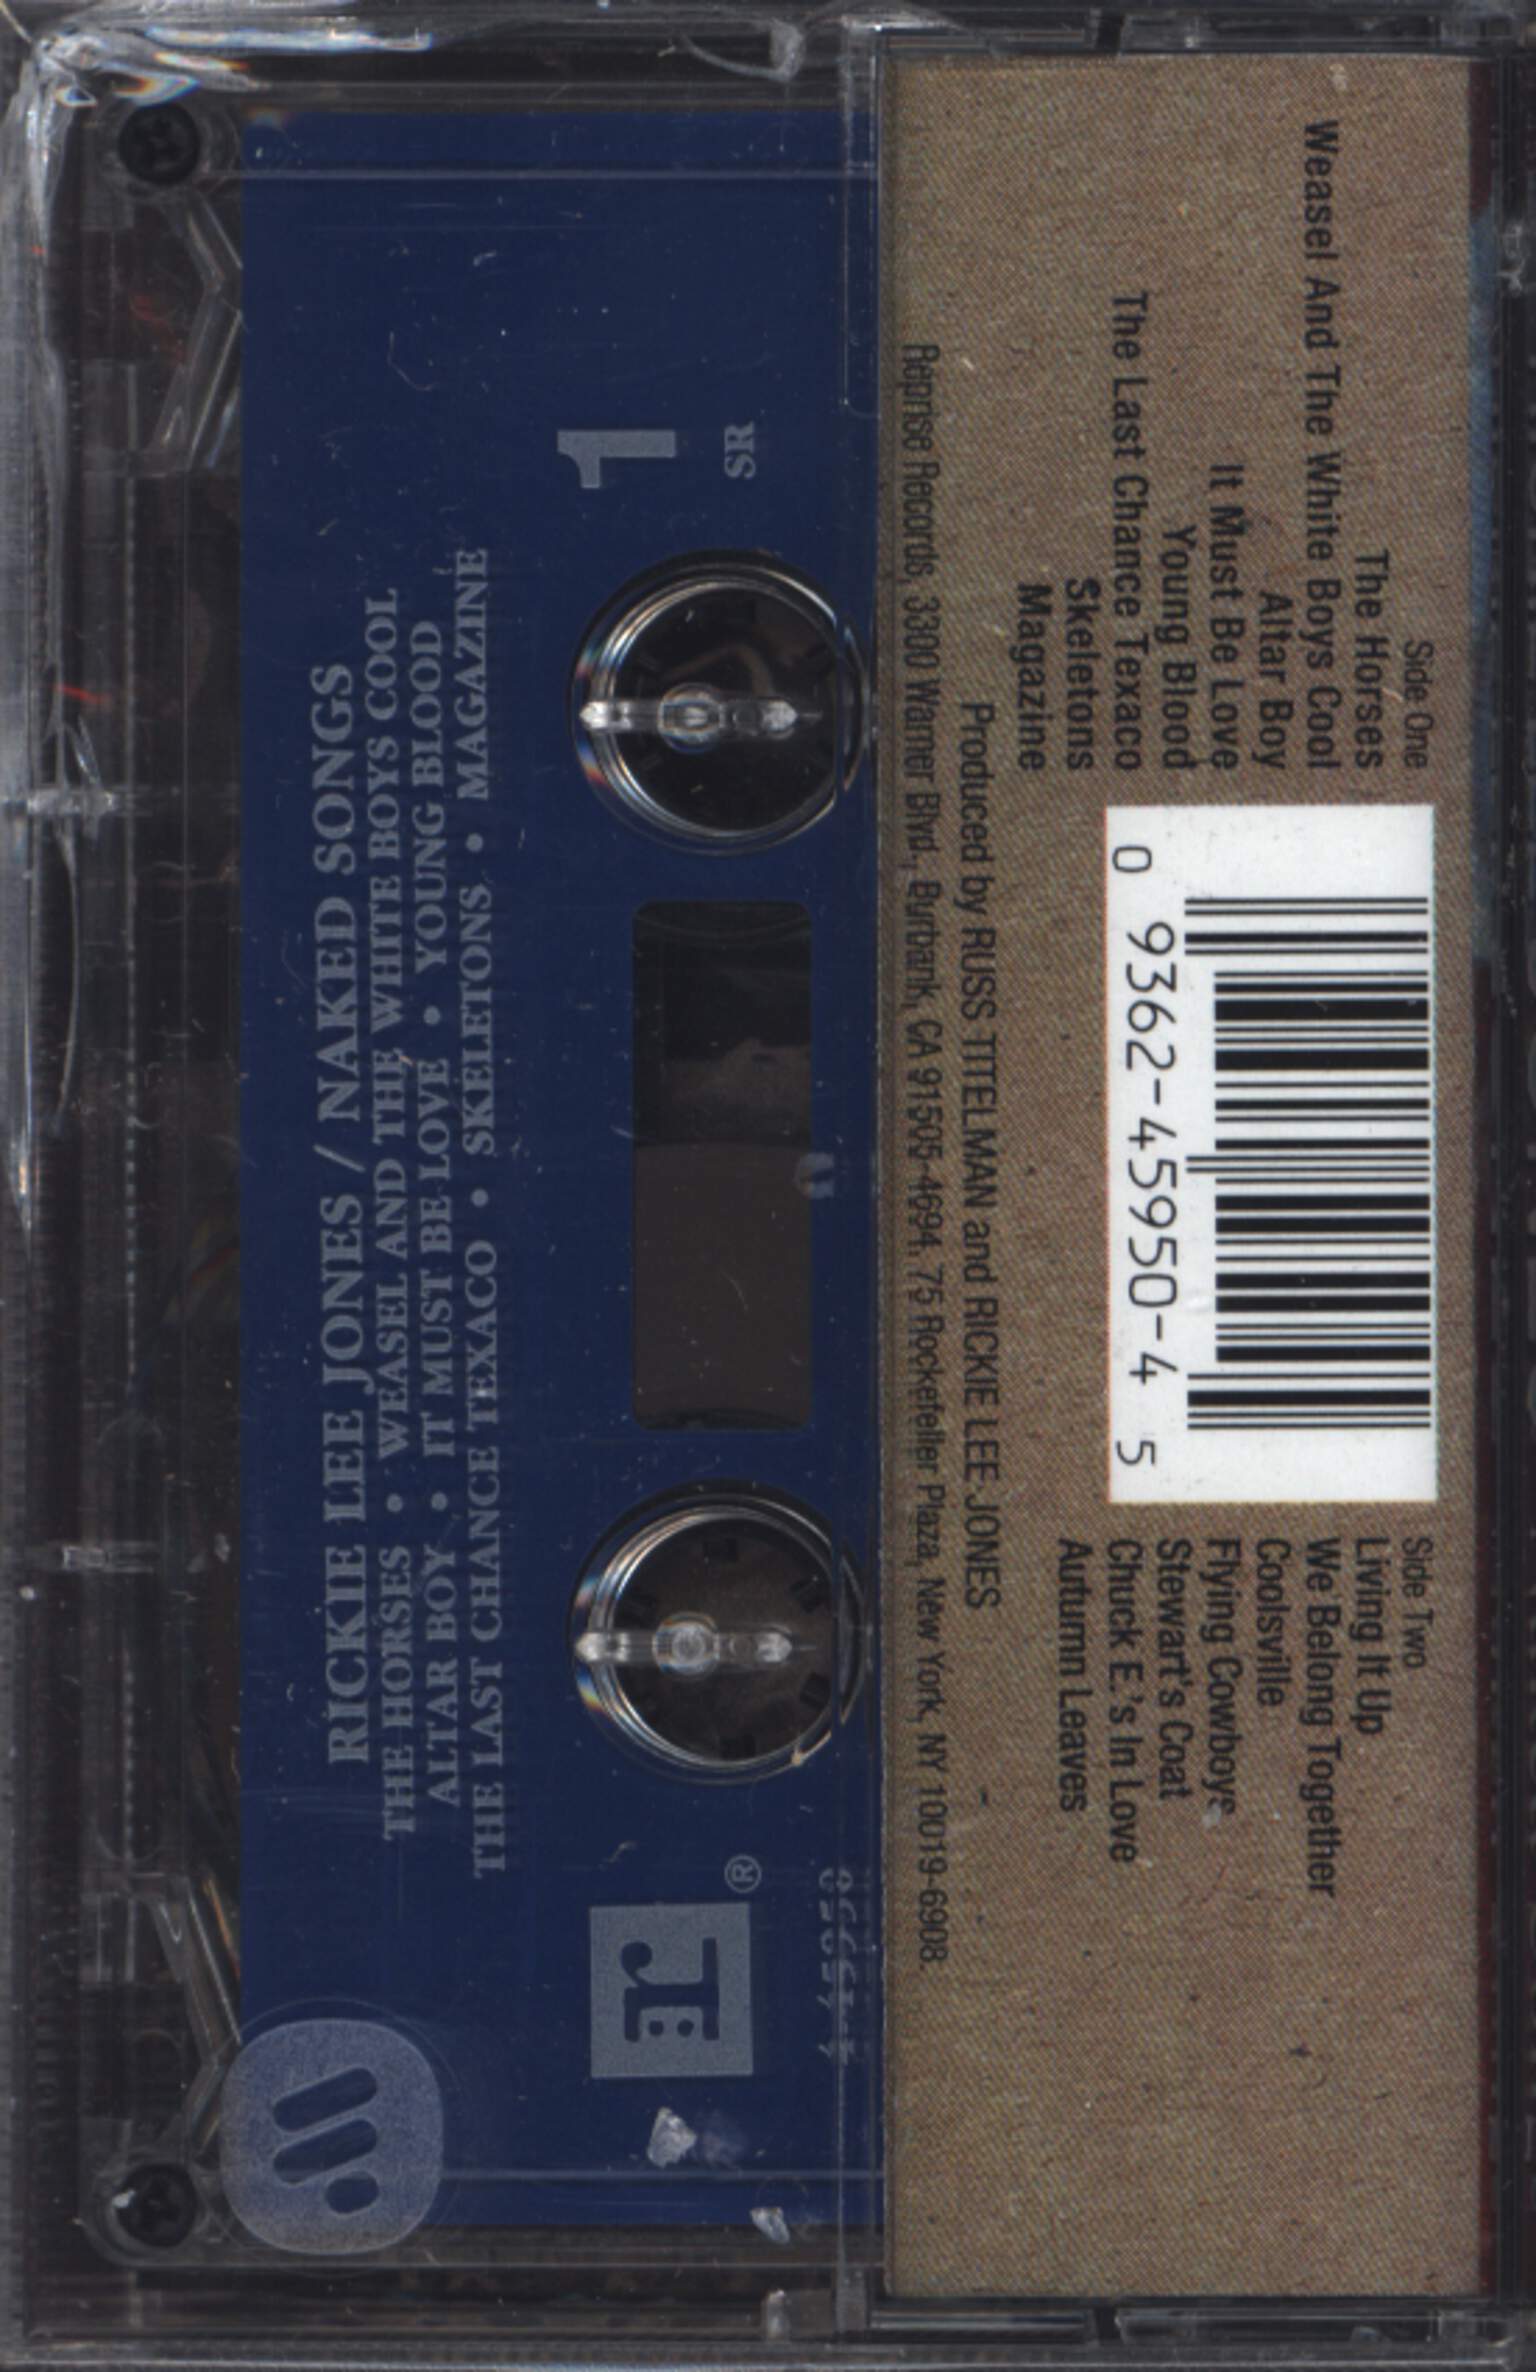 Side One
The Horses
Weasel And The White Boys Cool
Altar Boy
It Must Be Love
Young Blood
The Last Chance Texaco
Skeletons
Magazine
0 9362-45950-4 5
Side Two
Living It Up
We Belong Together
Coolsville
Flying Cowboys
Stewart's Coat
Chuck E.'s In Love
Autumn Leaves
Produced by RUSS TITELMAN and RICKIE LEE JONES
Reprise Records, 3300 Warner Blvd., Burbank, CA 91505-4694. 75 Rockefeller Plaza, New York, NY 10019-6908.
RICKIE LEE JONES / NAKED SONGS
THE HORSES • WEASEL AND THE WHITE BOYS COOL
ALTAR BOY • IT MUST BE LOVE • YOUNG BLOOD
THE LAST CHANCE TEXACO • SKELETONS • MAGAZINE
r: ®
1
SR
4-45950